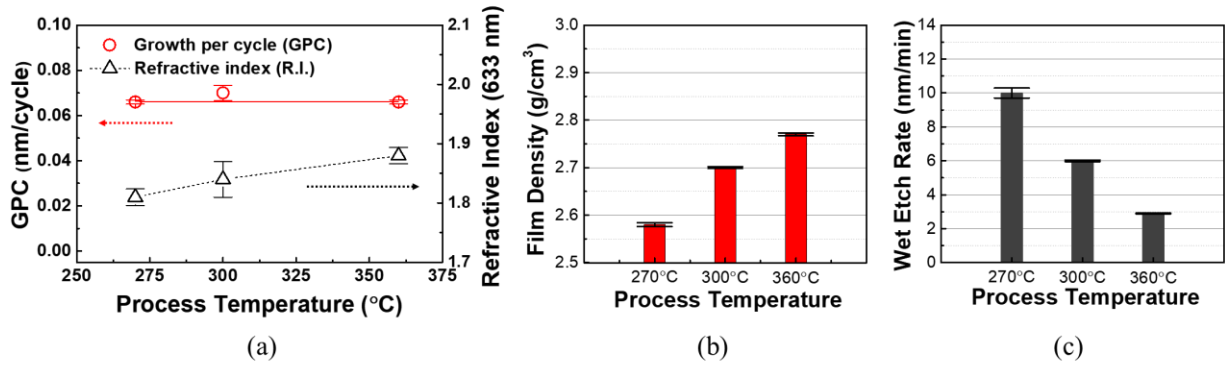 0.10
0.08
0.06
0.04
0.02
0.00
GPC (nm/cycle)
Growth per cycle (GPC)
Refractive index (R.I.)
2.1
2.0
1.9
1.8
1.7
Refractive Index (633 nm)
250 275 300 325 350 375
Process Temperature (°C)
(a)
3.0
2.9
2.8
2.7
2.6
2.5
Film Density (g/cm³)
270°C 300°C 360°C
Process Temperature
(b)
14
12
10
8
6
4
2
0
Wet Etch Rate (nm/min)
270°C 300°C 360°C
Process Temperature
(c)